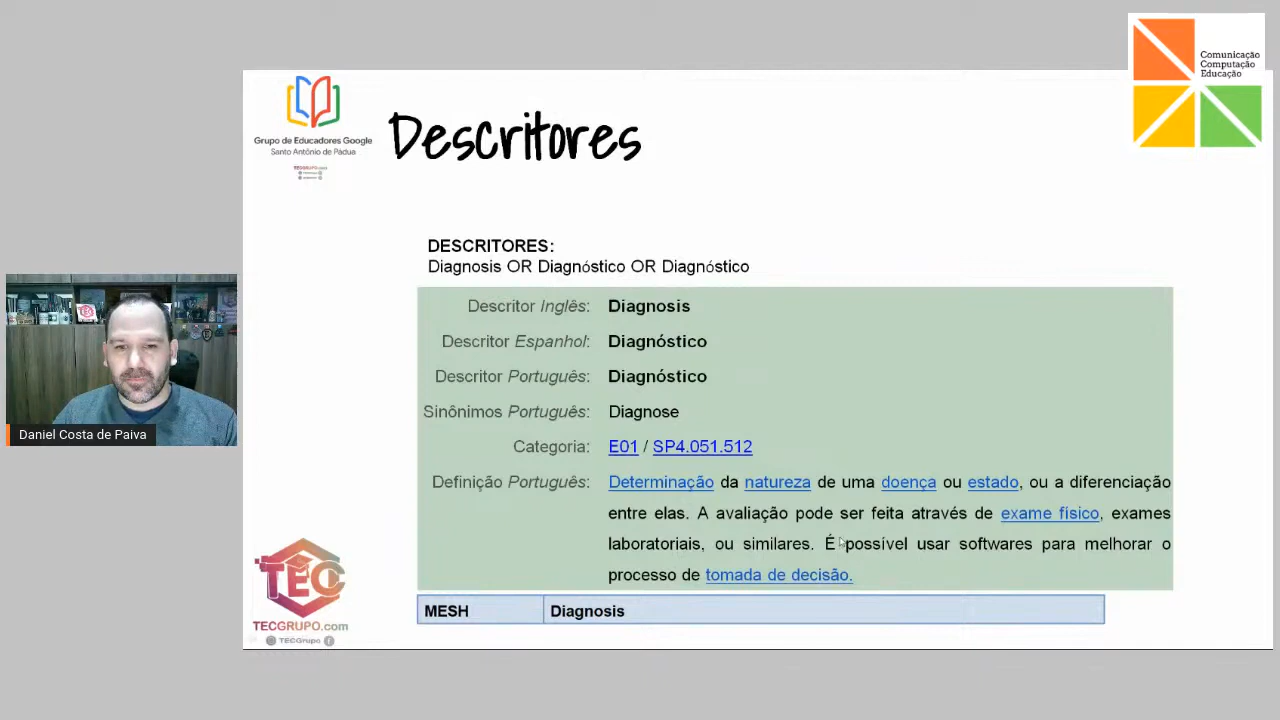 Comunicação
Computação
Educação
Grupo de Educadores Google
Santo Antônio de Pádua
Descritores
DESCRITORES:
Diagnosis OR Diagnóstico OR Diagnóstico
Descritor Inglês: Diagnosis
Descritor Espanhol: Diagnóstico
Descritor Português: Diagnóstico
Sinônimos Português: Diagnose
Categoria: E01 / SP4.051.512
Definição Português: Determinação da natureza de uma doença ou estado, ou a diferenciação
entre elas. A avaliação pode ser feita através de exame físico, exames
laboratoriais, ou similares. É possível usar softwares para melhorar o
processo de tomada de decisão.
MESH Diagnosis
Daniel Costa de Paiva
TEC
TECGRUPO.com
TECGrupo